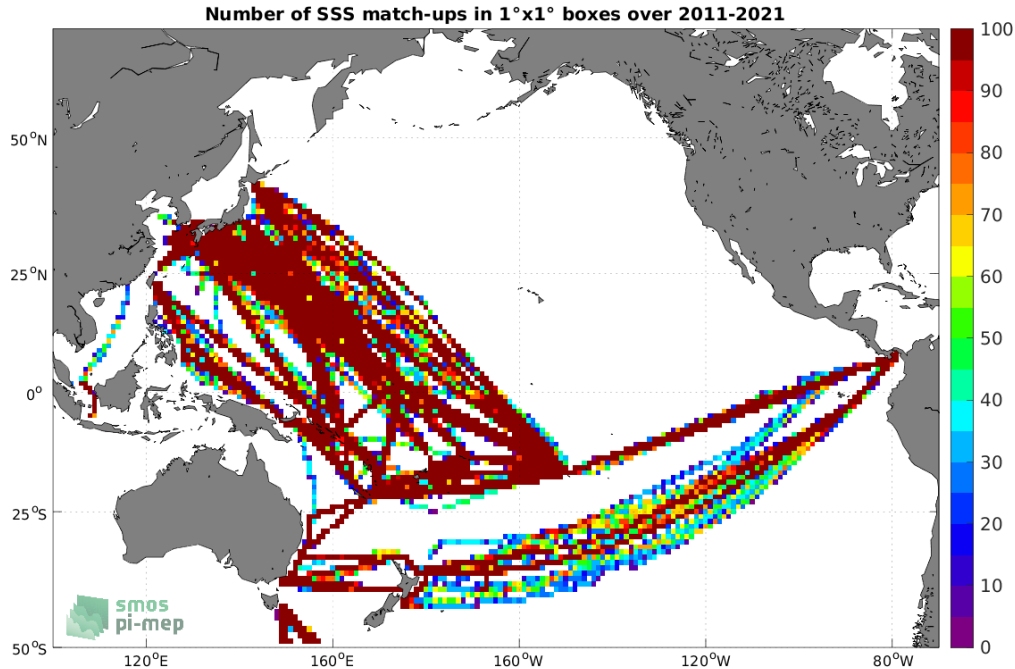 Number of SSS match-ups in 1°x1° boxes over 2011-2021
50°N
25°N
0°
25°S
50°S
120°E
160°E
160°W
120°W
80°W
100
90
80
70
60
50
40
30
20
10
0
smos
pi-mep